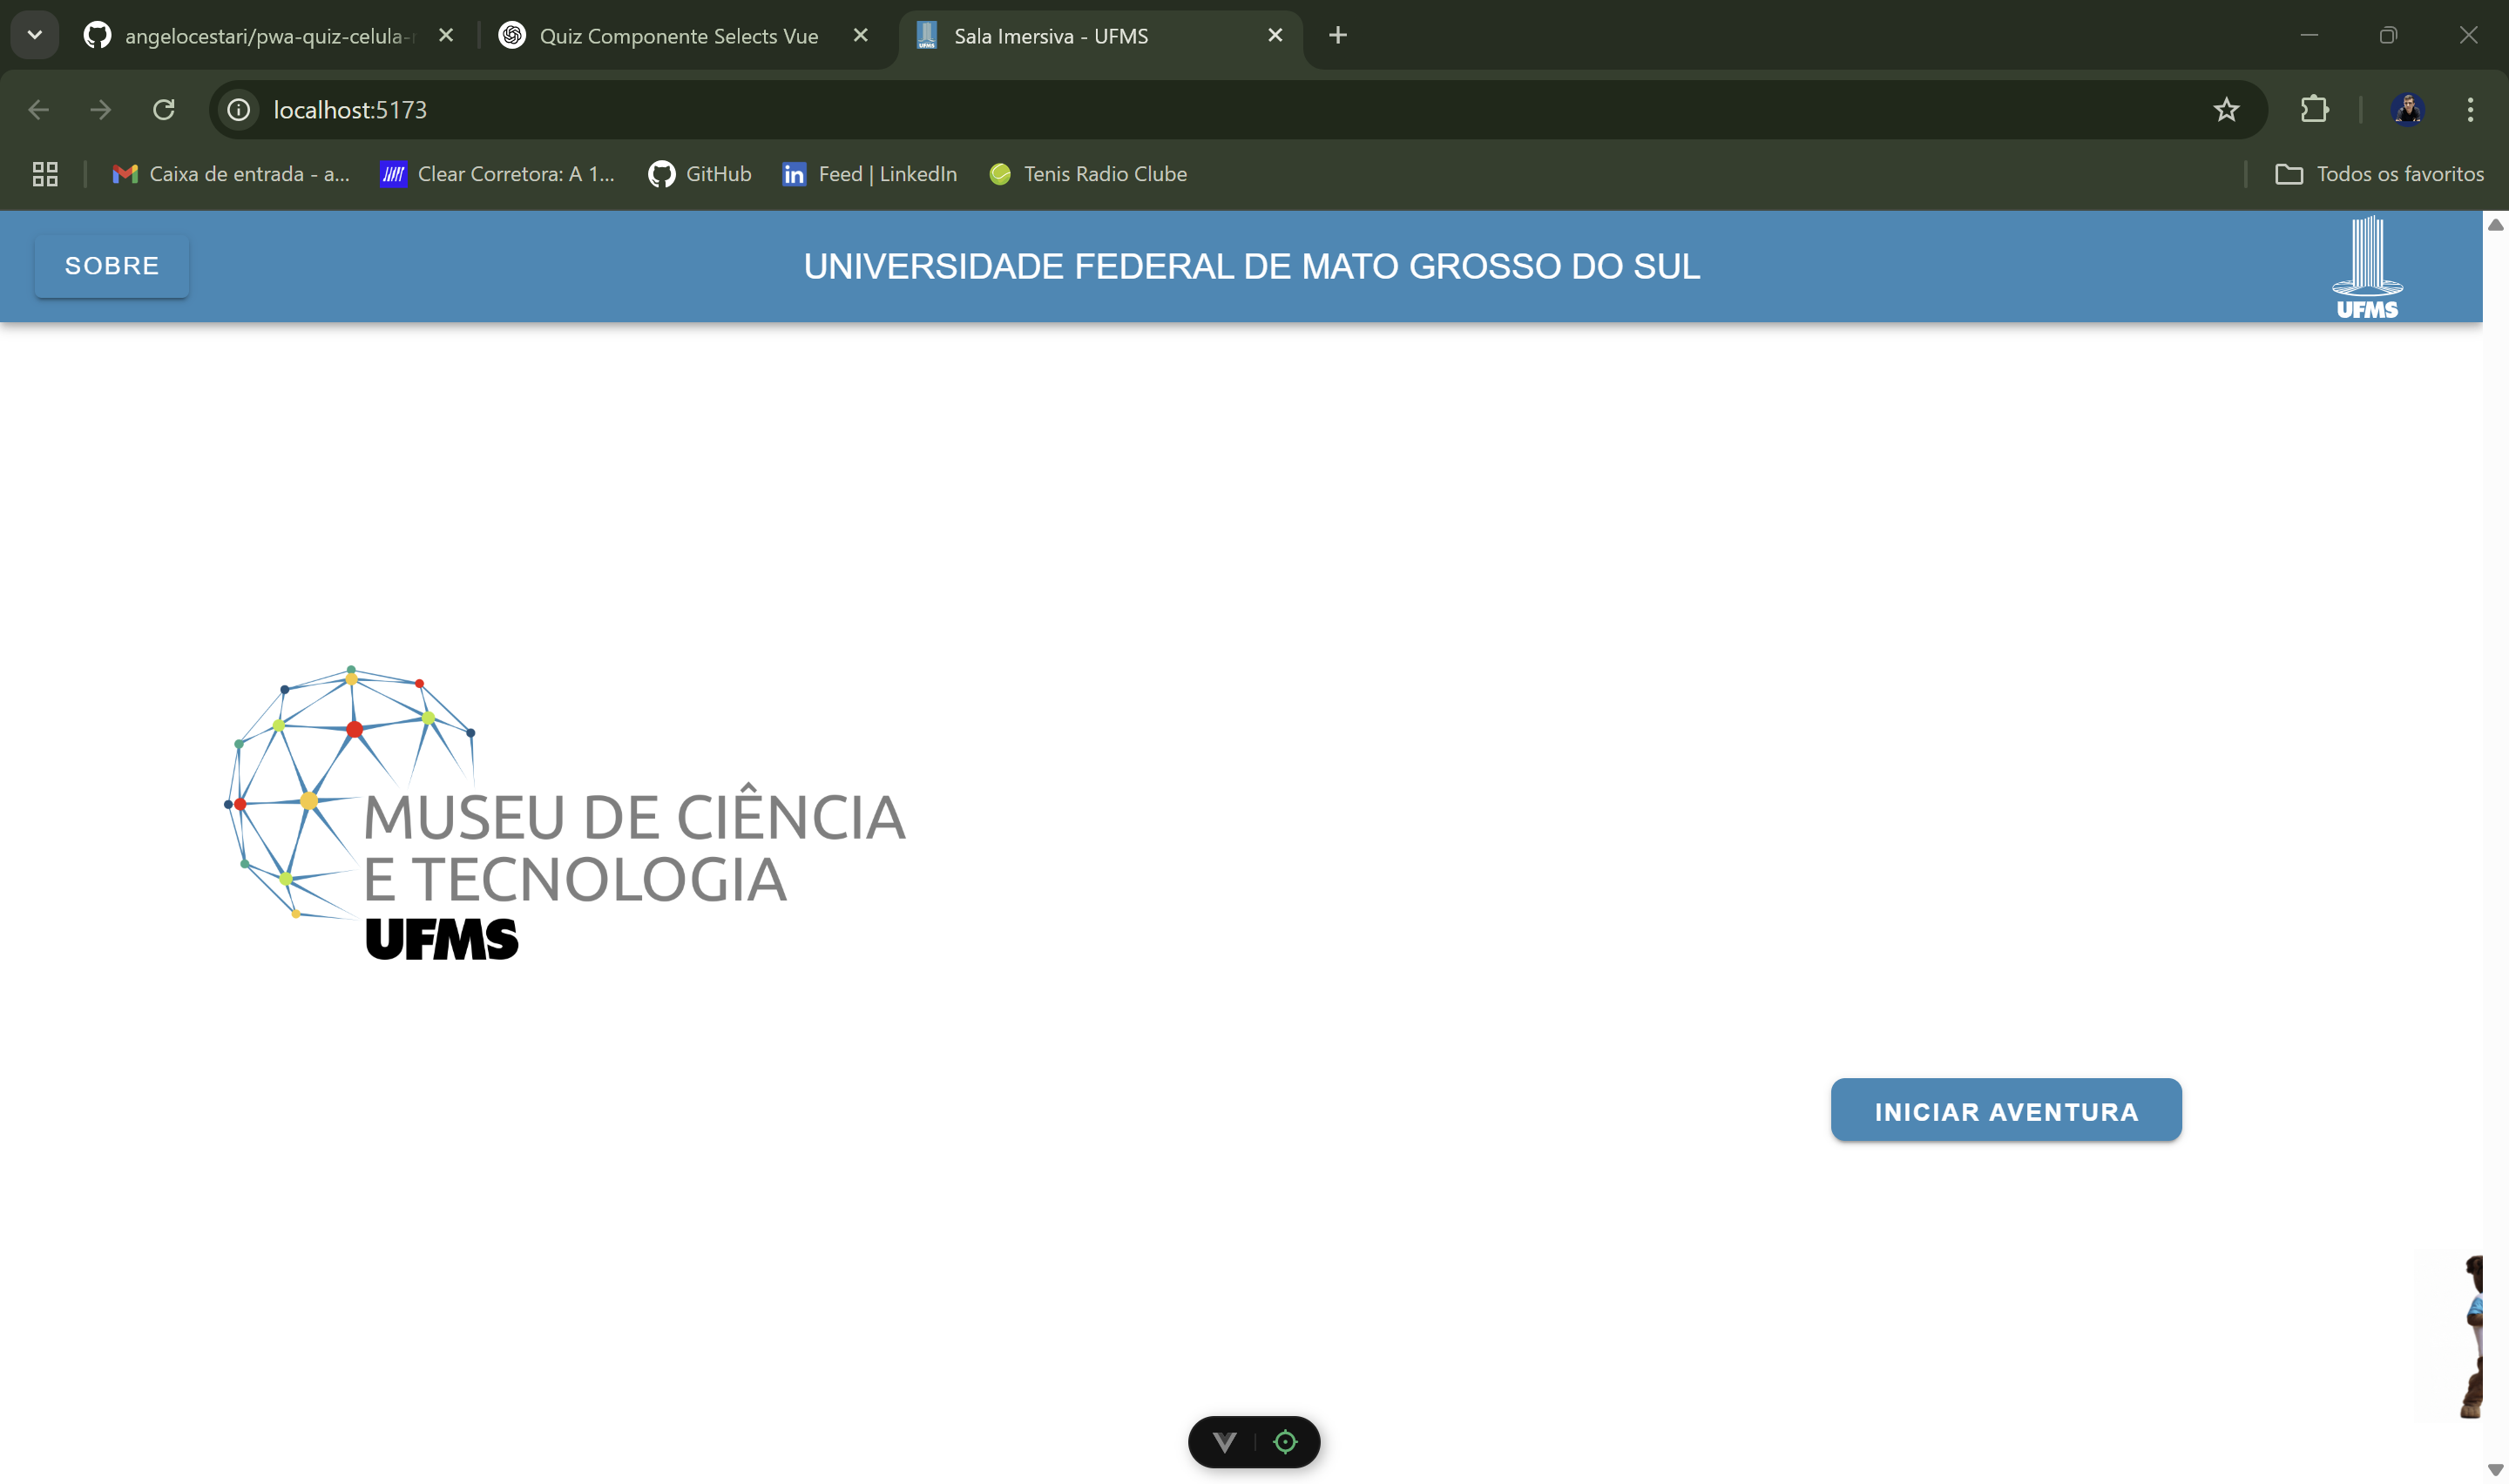 angelocestari/pwa-quiz-celula-
Quiz Componente Selects Vue
Sala Imersiva - UFMS
localhost:5173
Caixa de entrada - a...
Clear Corretora: A 1...
GitHub
Feed | LinkedIn
Tenis Radio Clube
Todos os favoritos
SOBRE
UNIVERSIDADE FEDERAL DE MATO GROSSO DO SUL
UFMS
MUSEU DE CIÊNCIA
E TECNOLOGIA
UFMS
INICIAR AVENTURA